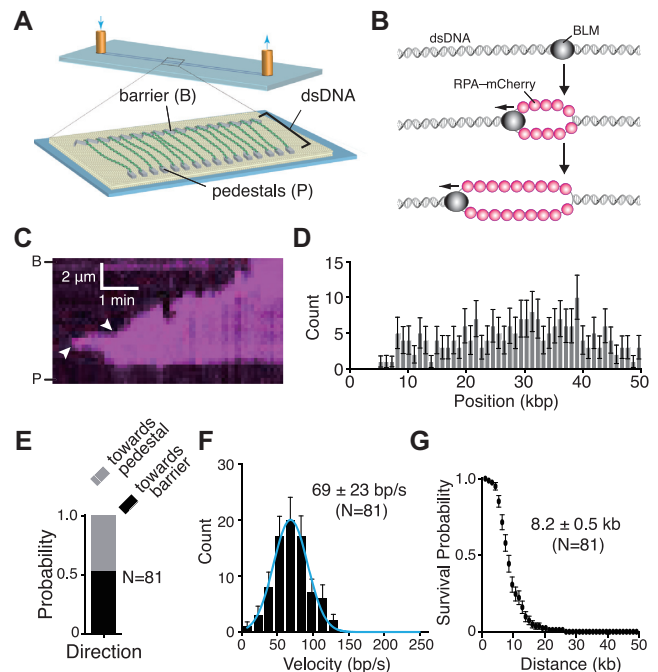 A
barrier (B)
dsDNA
pedestals (P)
B
dsDNA
BLM
RPA–mCherry
C
B
2 µm
1 min
P
D
Count
15
10
5
0
0 10 20 30 40 50
Position (kbp)
E
towards
pedestal
towards
barrier
Probability
1.0
0.5
0
N=81
Direction
F
Count
30
20
10
0
69 ± 23 bp/s
(N=81)
0 50 100 150 200 250
Velocity (bp/s)
G
Survival Probability
1.0
0.5
0
8.2 ± 0.5 kb
(N=81)
0 10 20 30 40 50
Distance (kb)